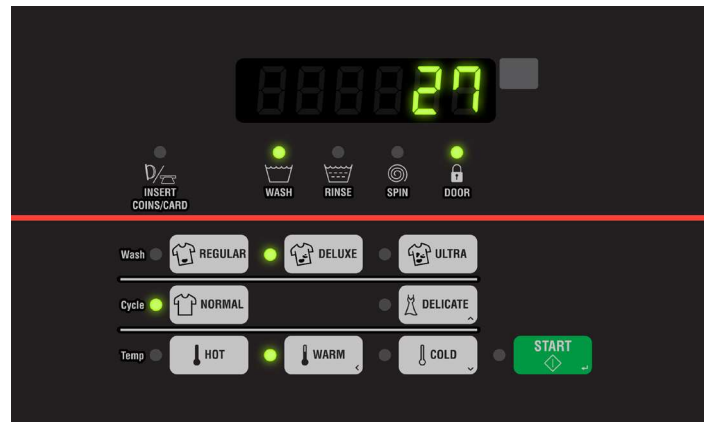 27
INSERT
COINS/CARD
WASH
RINSE
SPIN
DOOR
Wash
REGULAR
DELUXE
ULTRA
Cycle
NORMAL
DELICATE
Temp
HOT
WARM
COLD
START